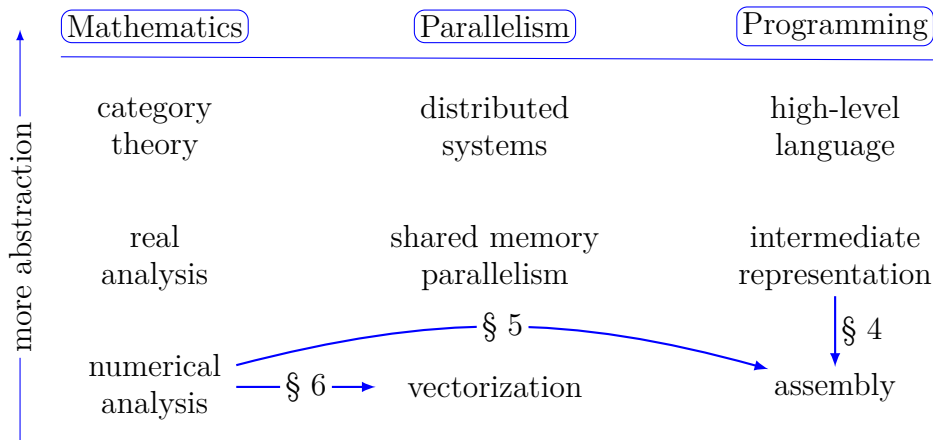 Mathematics Parallelism Programming
category distributed high-level
theory systems language
more abstraction
real shared memory intermediate
analysis parallelism representation
§ 5 § 4
numerical
analysis § 6 vectorization assembly